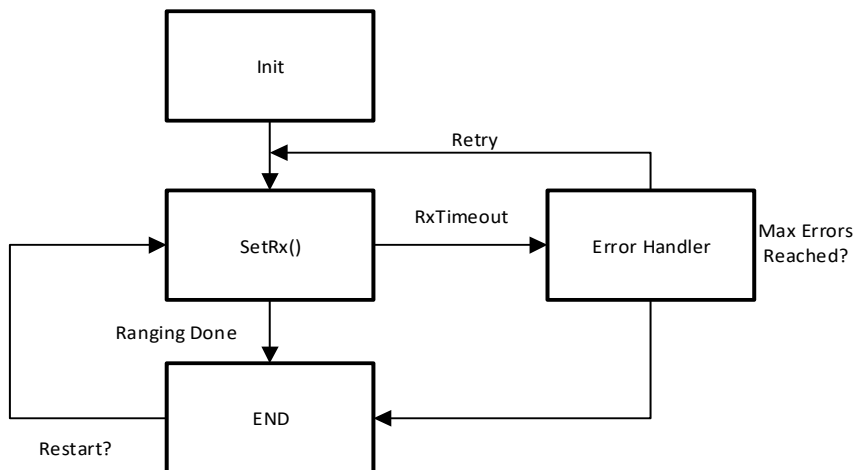 Init
Retry
RxTimeout
SetRx()
Error Handler
Max Errors
Reached?
Ranging Done
END
Restart?